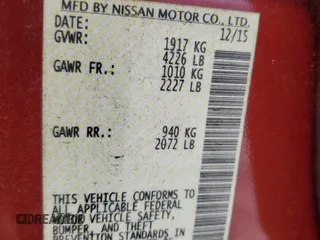 MFD BY NISSAN MOTOR CO., LTD.
12/15
GVWR: 1917 KG
4226 LB
GAWR FR.: 1010 KG
2227 LB
GAWR RR.: 940 KG
2072 LB
THIS VEHICLE CONFORMS TO
ALL APPLICABLE FEDERAL
MOTOR VEHICLE SAFETY,
BUMPER, AND THEFT
PREVENTION STANDARDS IN